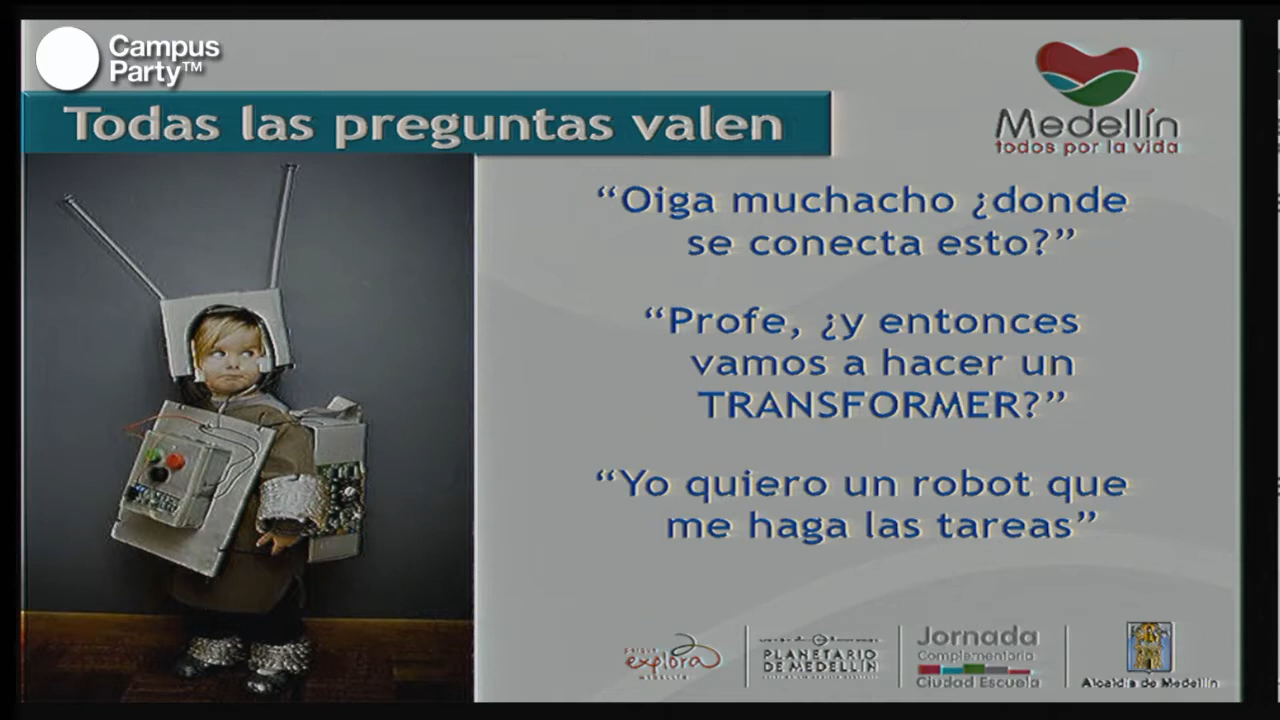 Campus
Party™
Todas las preguntas valen
Medellín
todos por la vida
“Oiga muchacho ¿donde
se conecta esto?”
“Profe, ¿y entonces
vamos a hacer un
TRANSFORMER?”
“Yo quiero un robot que
me haga las tareas”
parque
explora
MEDELLÍN
PLANETARIO
DE MEDELLÍN
Jornada
Complementaria
Ciudad Escuela
Alcaldía de Medellín